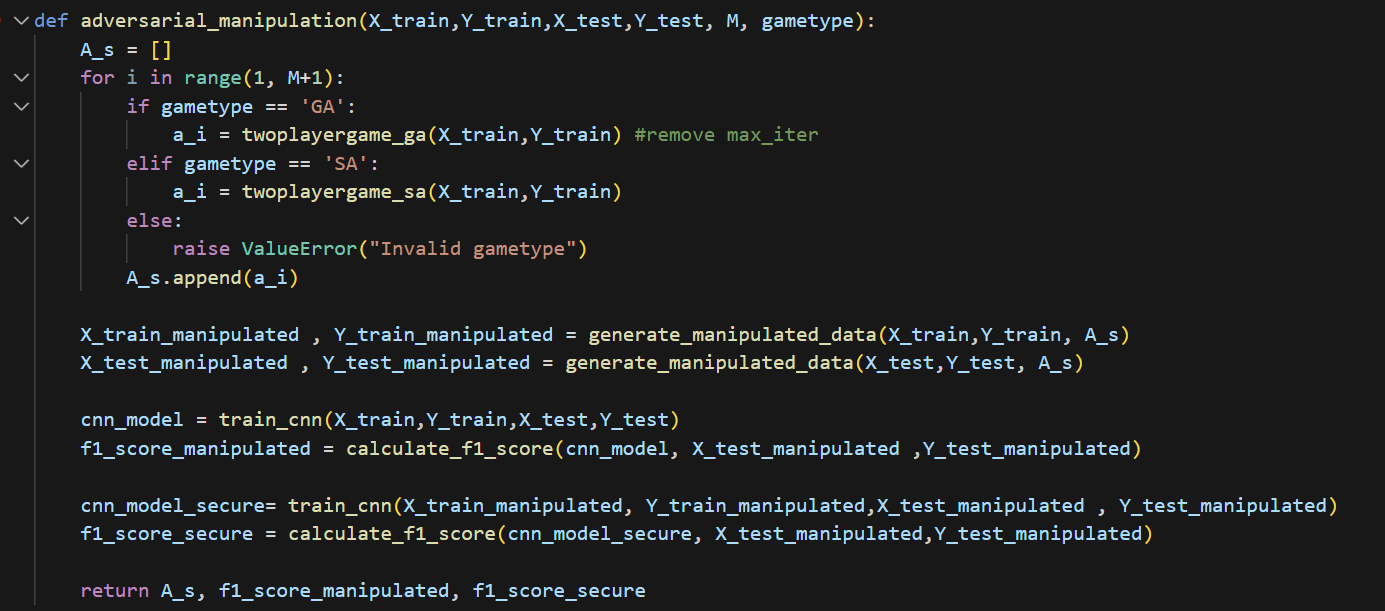 def adversarial_manipulation(X_train,Y_train,X_test,Y_test, M, gametype):
    A_s = []
    for i in range(1, M+1):
        if gametype == 'GA':
            a_i = twoplayergame_ga(X_train,Y_train) #remove max_iter
        elif gametype == 'SA':
            a_i = twoplayergame_sa(X_train,Y_train)
        else:
            raise ValueError("Invalid gametype")
        A_s.append(a_i)

    X_train_manipulated , Y_train_manipulated = generate_manipulated_data(X_train,Y_train, A_s)
    X_test_manipulated , Y_test_manipulated = generate_manipulated_data(X_test,Y_test, A_s)

    cnn_model = train_cnn(X_train,Y_train,X_test,Y_test)
    f1_score_manipulated = calculate_f1_score(cnn_model, X_test_manipulated ,Y_test_manipulated)

    cnn_model_secure= train_cnn(X_train_manipulated, Y_train_manipulated,X_test_manipulated , Y_test_manipulated)
    f1_score_secure = calculate_f1_score(cnn_model_secure, X_test_manipulated,Y_test_manipulated)

    return A_s, f1_score_manipulated, f1_score_secure